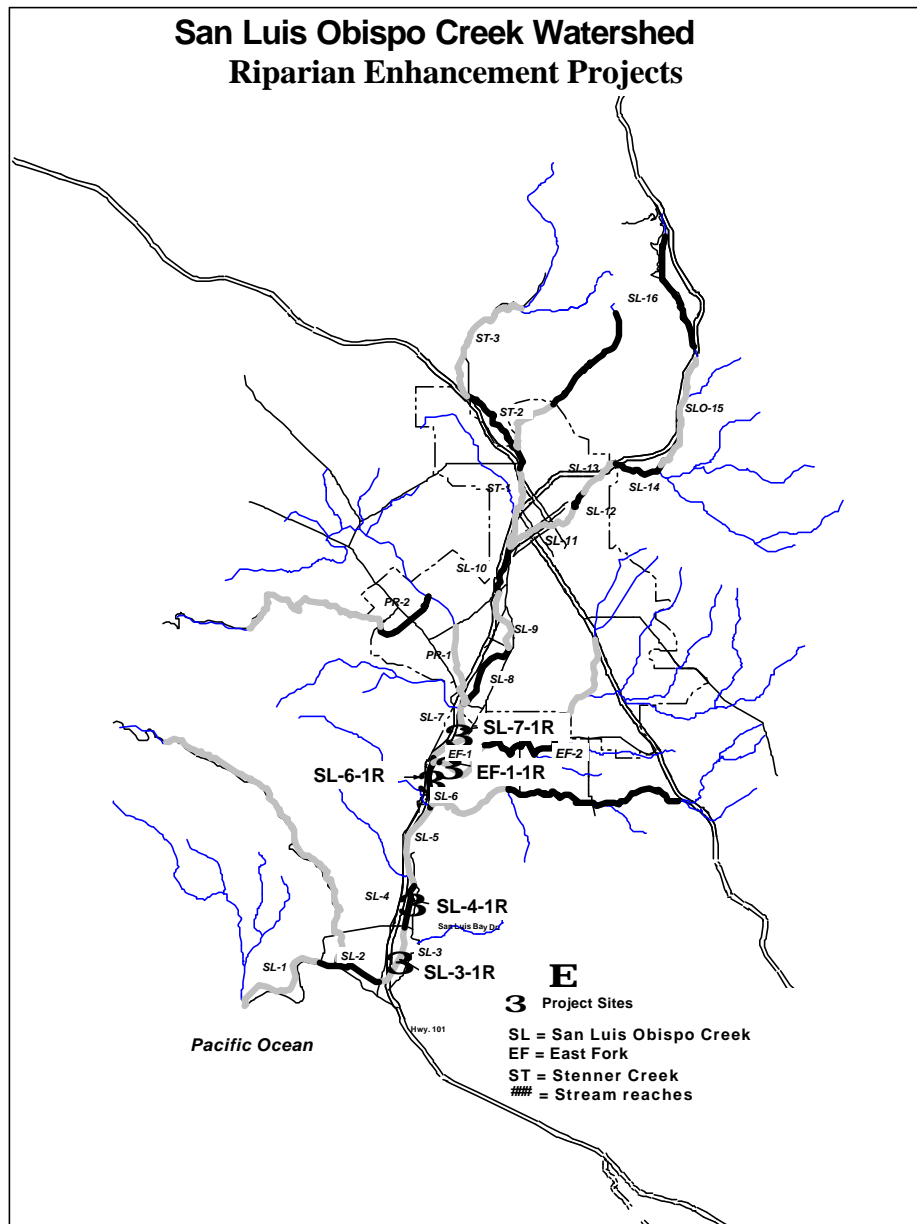 San Luis Obispo Creek Watershed
Riparian Enhancement Projects
SL-16
ST-3
SLO-15
ST-2
SL-13
SL-14
ST-1
SL-12
SL-11
SL-10
PR-2
SL-9
PR-1
SL-8
SL-7
SL-7-1R
EF-1
EF-2
SL-6-1R
EF-1-1R
SL-6
SL-5
SL-4
SL-4-1R
San Luis Bay Dr.
SL-3
SL-2
SL-1
SL-3-1R
E
3 Project Sites
Hwy. 101
Pacific Ocean
SL = San Luis Obispo Creek
EF = East Fork
ST = Stenner Creek
### = Stream reaches